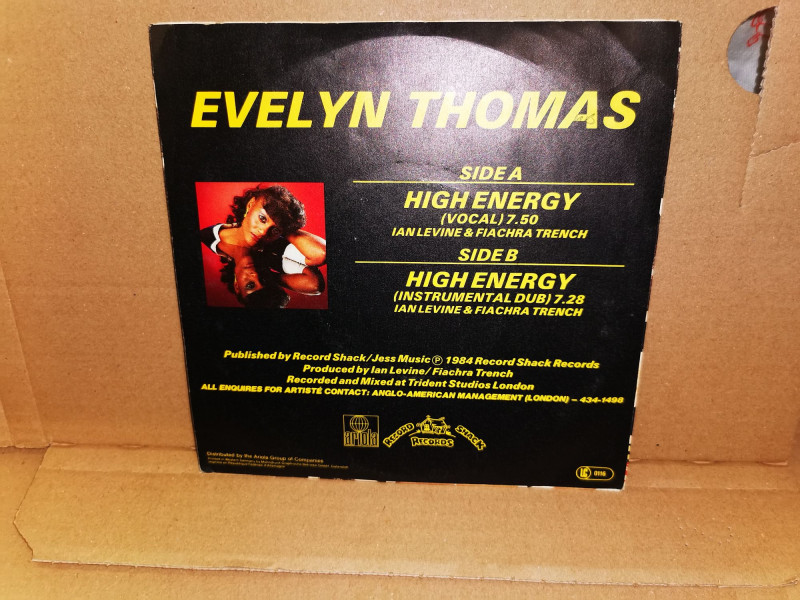 EVELYN THOMAS
SIDE A
HIGH ENERGY
(VOCAL) 7.50
IAN LEVINE & FIACHRA TRENCH
SIDE B
HIGH ENERGY
(INSTRUMENTAL DUB) 7.28
IAN LEVINE & FIACHRA TRENCH
Published by Record Shack/Jess Music Ⓟ 1984 Record Shack Records
Produced by Ian Levine/Fiachra Trench
Recorded and Mixed at Trident Studios London
ALL ENQUIRES FOR ARTISTÉ CONTACT: ANGLO-AMERICAN MANAGEMENT (LONDON) – 434-1498
ariola
RECORD SHACK
RECORDS
Distributed by the Ariola Group of Companies
LC 0116